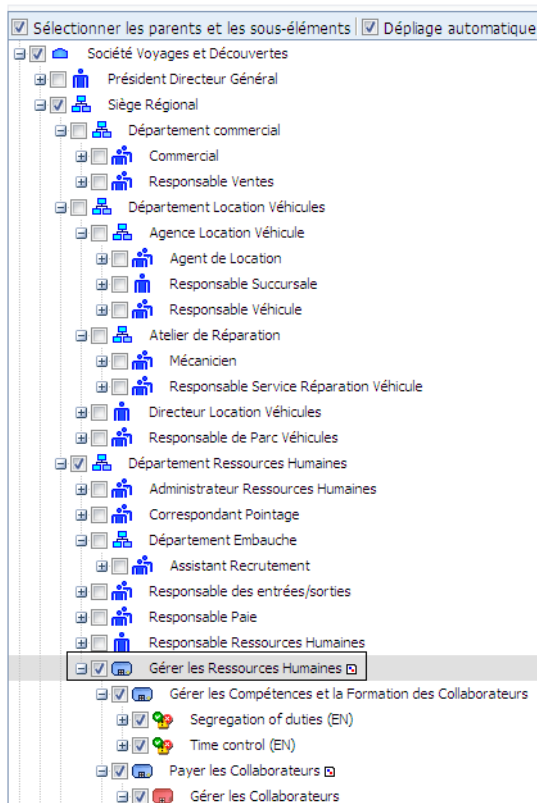 Sélectionner les parents et les sous-éléments Dépliage automatique
Société Voyages et Découvertes
Président Directeur Général
Siège Régional
Département commercial
Commercial
Responsable Ventes
Département Location Véhicules
Agence Location Véhicule
Agent de Location
Responsable Succursale
Responsable Véhicule
Atelier de Réparation
Mécanicien
Responsable Service Réparation Véhicule
Directeur Location Véhicules
Responsable de Parc Véhicules
Département Ressources Humaines
Administrateur Ressources Humaines
Correspondant Pointage
Département Embauche
Assistant Recrutement
Responsable des entrées/sorties
Responsable Paie
Responsable Ressources Humaines
Gérer les Ressources Humaines
Gérer les Compétences et la Formation des Collaborateurs
Segregation of duties (EN)
Time control (EN)
Payer les Collaborateurs
Gérer les Collaborateurs